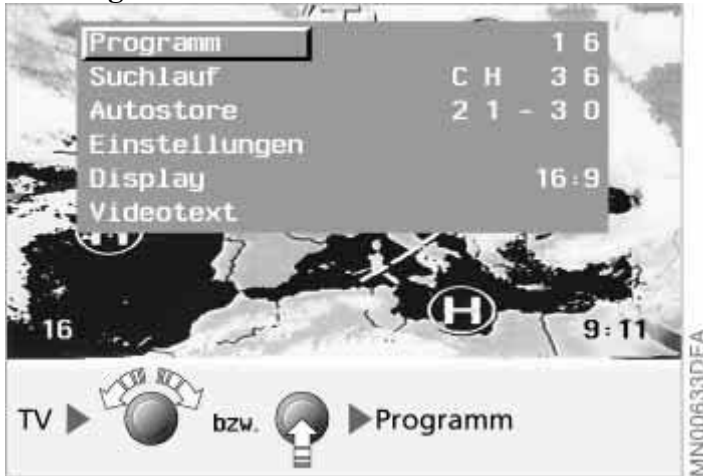 Programm 16
Suchlauf CH 36
Autostore 21-30
Einstellungen
Display 16:9
Videotext
H
H
16 9:11
TV bzw. Programm
MN00633DEA